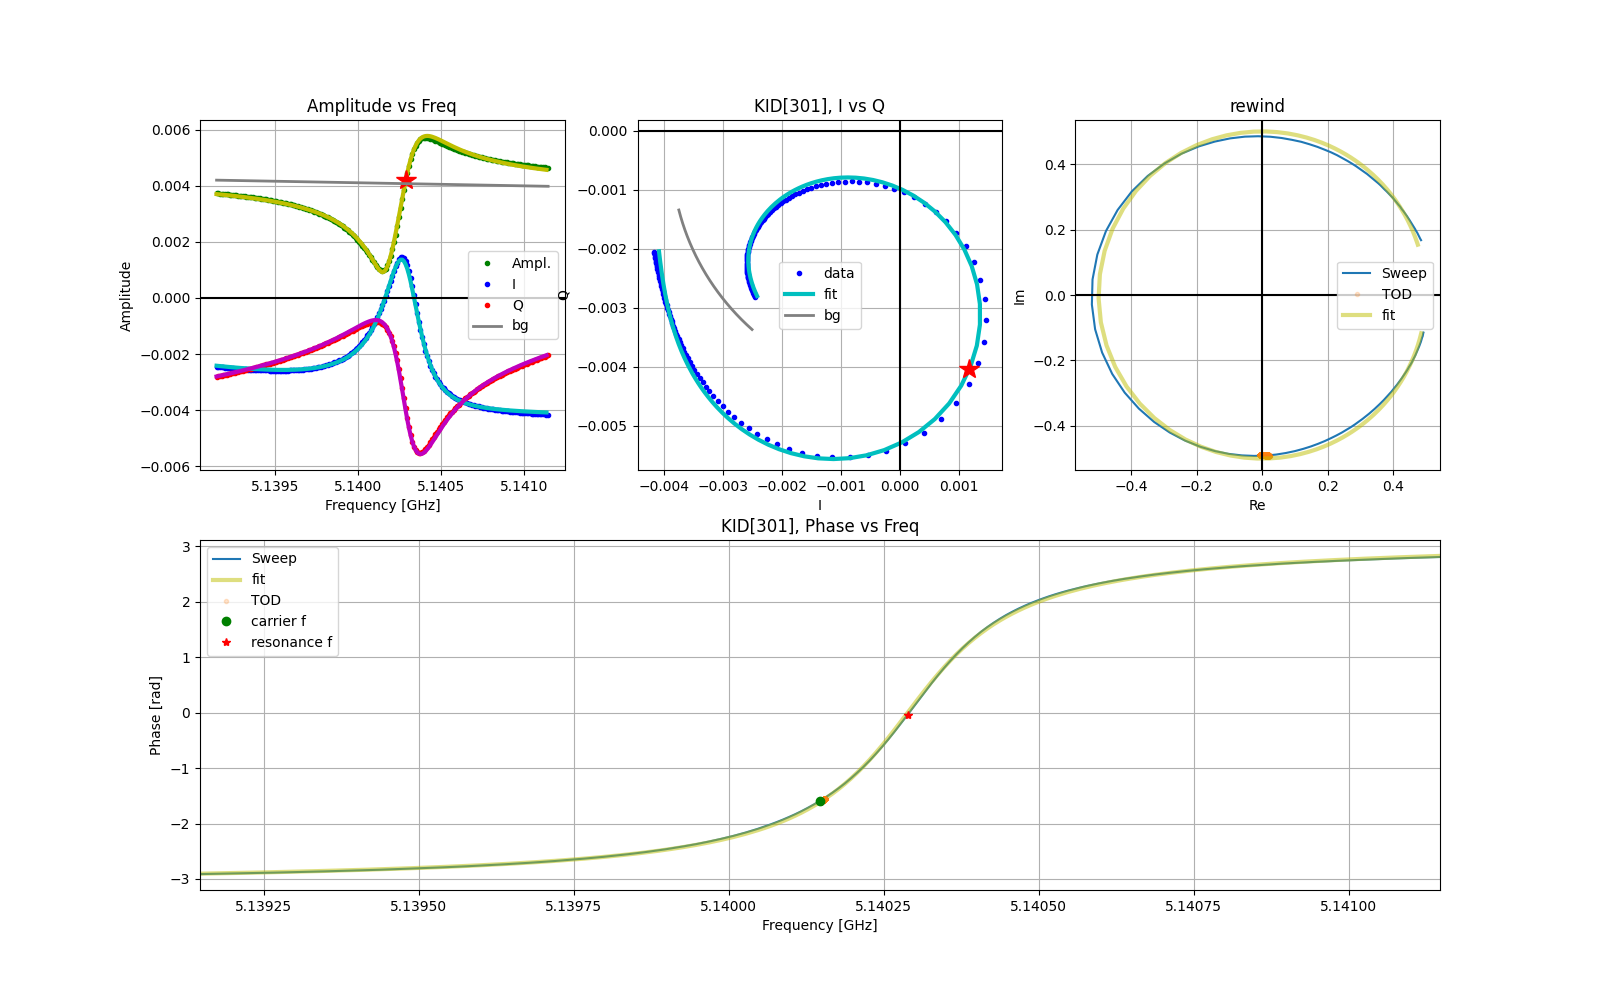 Amplitude vs Freq
0.006
0.004
0.002
0.000
−0.002
−0.004
−0.006
Amplitude
5.1395
5.1400
5.1405
5.1410
Frequency [GHz]
Ampl.
I
Q
bg
KID[301], I vs Q
0.000
−0.001
−0.002
−0.003
−0.004
−0.005
Q
−0.004
−0.003
−0.002
−0.001
0.000
0.001
I
data
fit
bg
rewind
0.4
0.2
0.0
−0.2
−0.4
Im
−0.4
−0.2
0.0
0.2
0.4
Re
Sweep
TOD
fit
KID[301], Phase vs Freq
3
2
1
0
−1
−2
−3
Phase [rad]
Sweep
fit
TOD
carrier f
resonance f
5.13925
5.13950
5.13975
5.14000
5.14025
5.14050
5.14075
5.14100
Frequency [GHz]